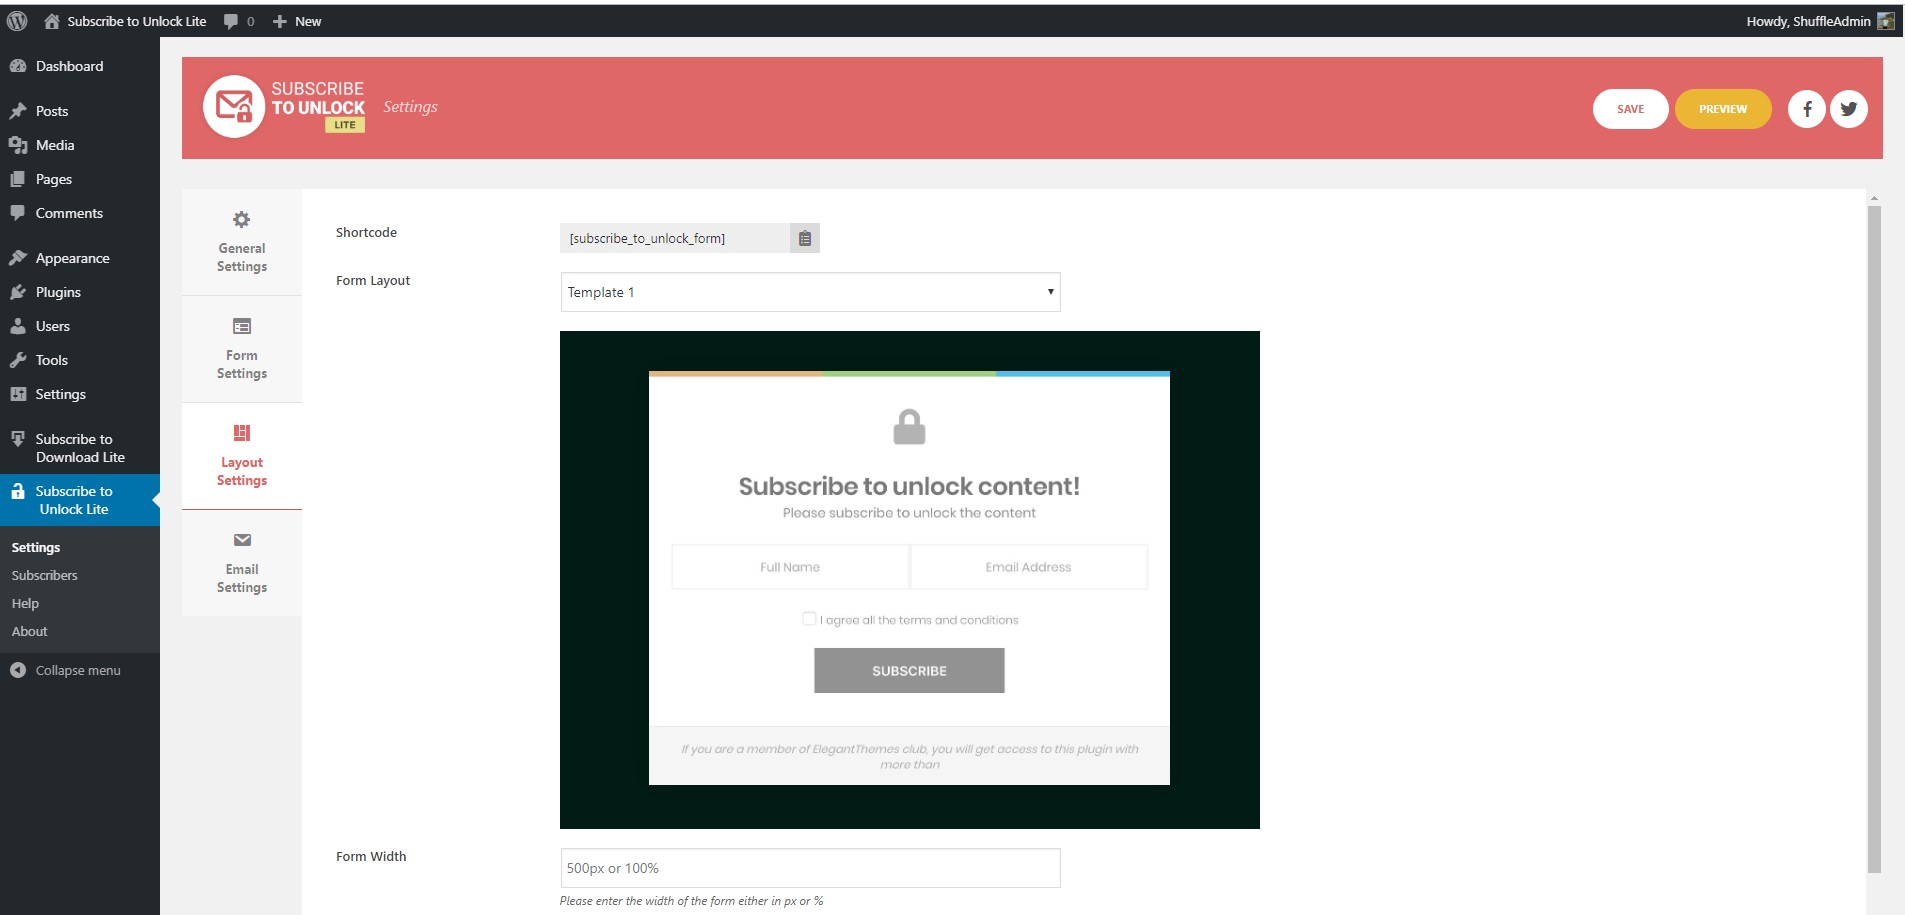 Subscribe to Unlock Lite 0 New Howdy, ShuffleAdmin
Dashboard
Posts
Media
Pages
Comments
Appearance
Plugins
Users
Tools
Settings
Subscribe to
Download Lite
Subscribe to
Unlock Lite
Settings
Subscribers
Help
About
Collapse menu
SUBSCRIBE
TO UNLOCK
LITE
Settings
SAVE
PREVIEW
General
Settings
Form
Settings
Layout
Settings
Email
Settings
Shortcode
[subscribe_to_unlock_form]
Form Layout
Template 1
Subscribe to unlock content!
Please subscribe to unlock the content
Full Name Email Address
I agree all the terms and conditions
SUBSCRIBE
If you are a member of ElegantThemes club, you will get access to this plugin with
more than
Form Width
500px or 100%
Please enter the width of the form either in px or %